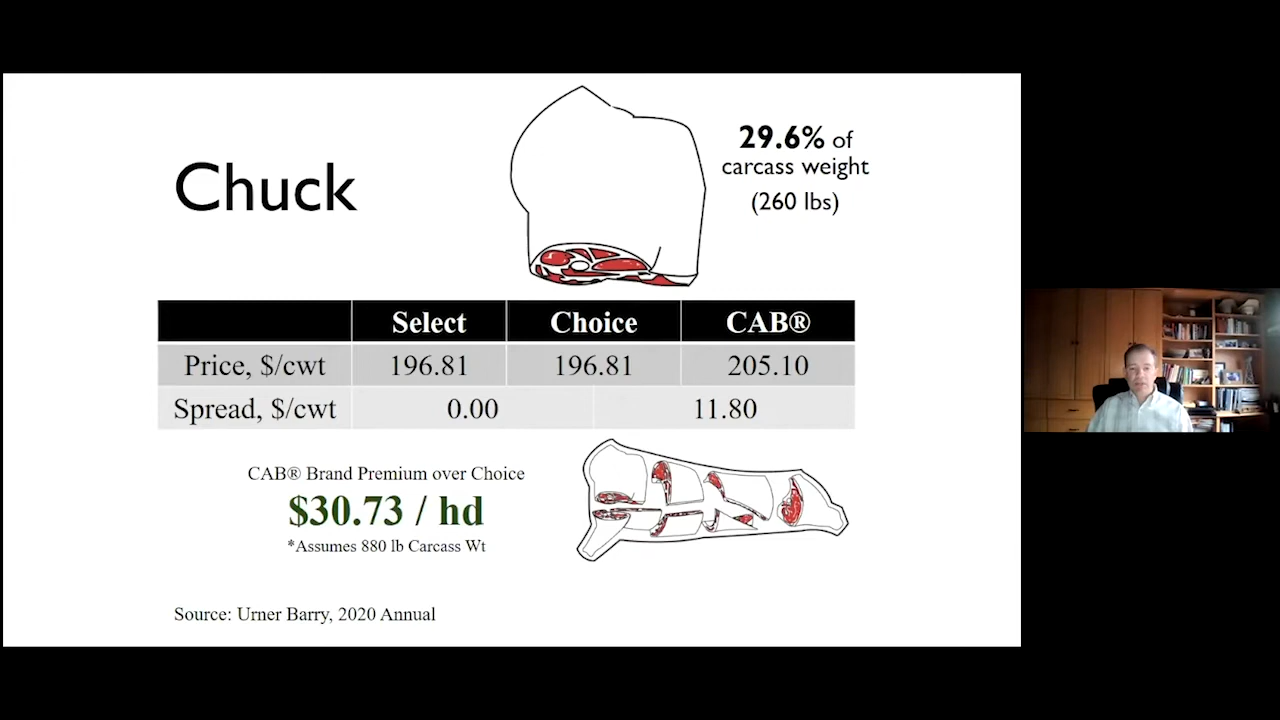 Chuck
29.6% of
carcass weight
(260 lbs)
Select Choice CAB®
Price, $/cwt 196.81 196.81 205.10
Spread, $/cwt 0.00 11.80
CAB® Brand Premium over Choice
$30.73 / hd
*Assumes 880 lb Carcass Wt
Source: Urner Barry, 2020 Annual